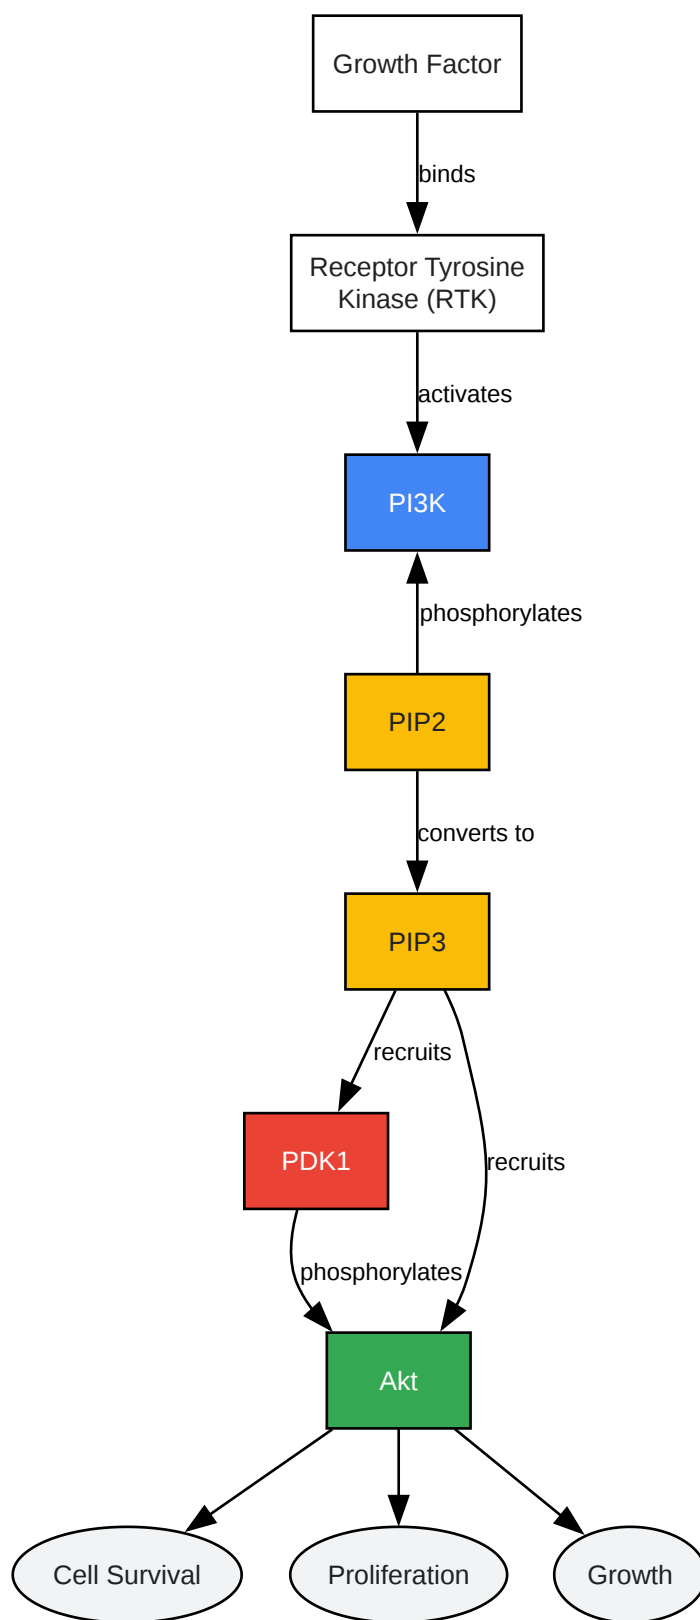 Growth Factor
binds
Receptor Tyrosine
Kinase (RTK)
activates
PI3K
phosphorylates
PIP2
converts to
PIP3
recruits
PDK1
recruits
phosphorylates
Akt
Cell Survival
Proliferation
Growth